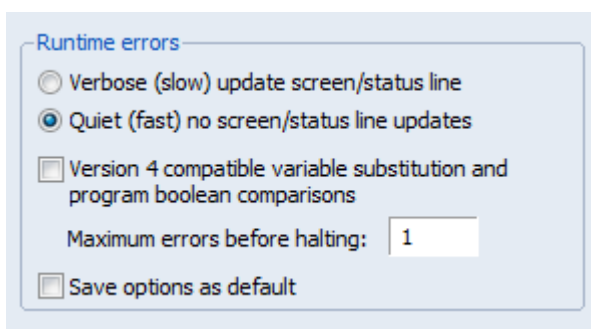 Runtime errors
Verbose (slow) update screen/status line
Quiet (fast) no screen/status line updates
Version 4 compatible variable substitution and
program boolean comparisons
Maximum errors before halting: 1
Save options as default